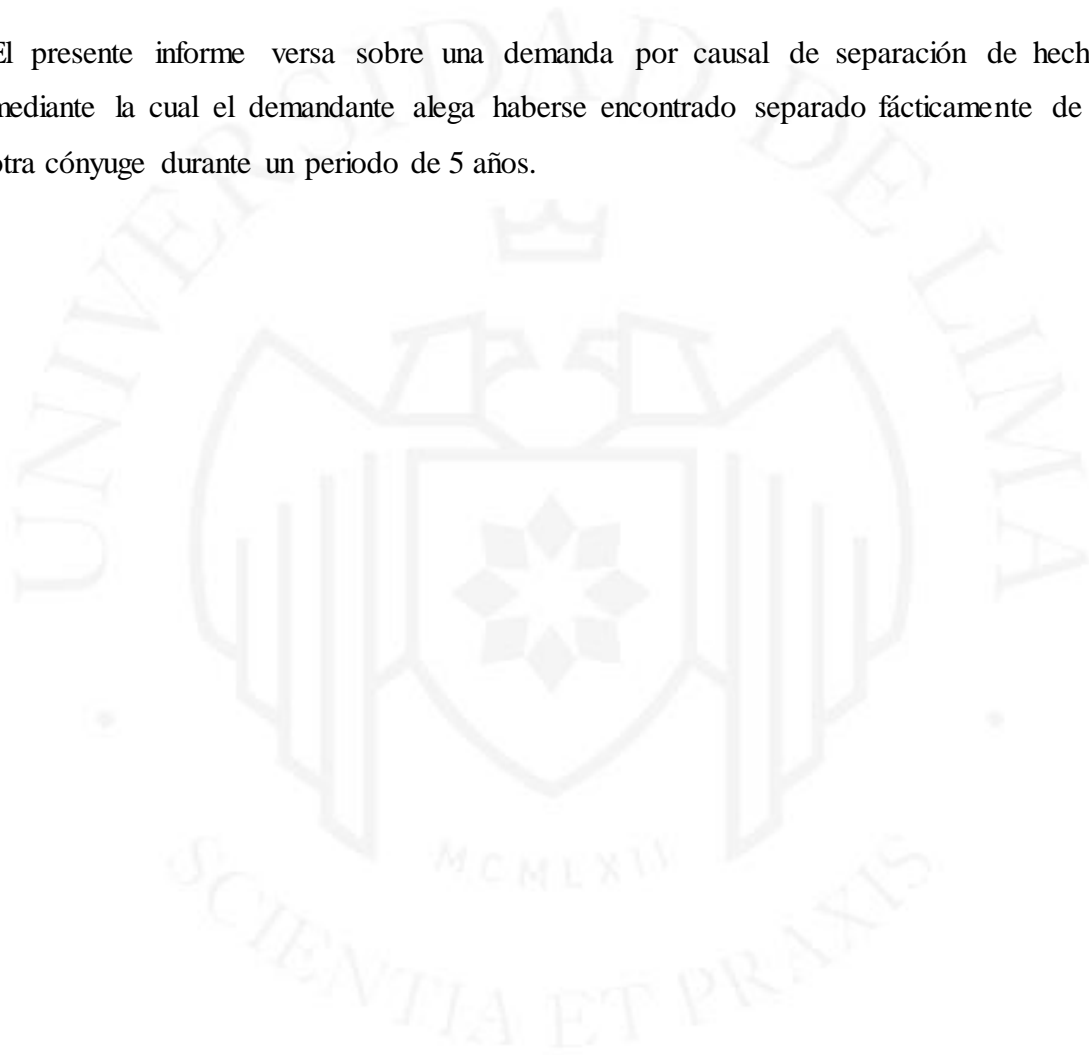 El presente informe versa sobre una demanda por causal de separación de hech
mediante la cual el demandante alega haberse encontrado separado fácticamente de
otra cónyuge durante un periodo de 5 años.
UNIVERSIDAD DE LIMA
MCMLXII
SCIENTIA ET PRAXIS